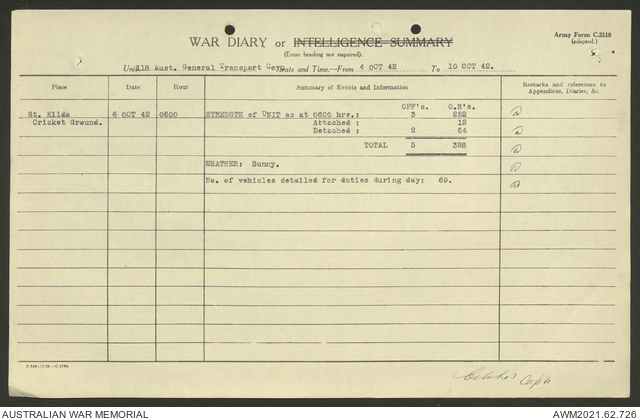 Army Form C.2118
(adapted.)
WAR DIARY or INTELLIGENCE SUMMARY
(Erase heading not required).
Unit 118 Aust. General Transport Coy. Date and Time.—From 4 OCT 42 To 10 OCT 42.
Place Date Hour Summary of Events and Information Remarks and references to Appendices, Diaries, &c.
OFF's. O.R's.
St. Kilda 6 OCT 42 0600 STRENGTH of UNIT as at 0600 hrs.: 3 252
Cricket Ground. Attached : 12
Detached : 2 64
TOTAL 5 328
WEATHER: Sunny.
No. of vehicles detailed for duties during day: 69.
Capt
AUSTRALIAN WAR MEMORIAL AWM2021.62.726